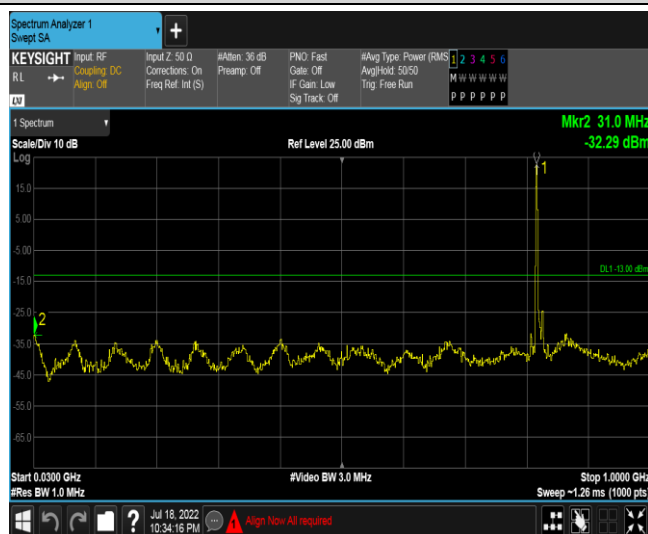 Spectrum Analyzer 1
Swept SA
+
KEYSIGHT
RL
LXI
Input: RF
Coupling: DC
Align: Off
Input Z: 50 Ω
Corrections: On
Freq Ref: Int (S)
#Atten: 36 dB
Preamp: Off
PNO: Fast
Gate: Off
IF Gain: Low
Sig Track: Off
#Avg Type: Power (RMS
Avg|Hold: 50/50
Trig: Free Run
1 2 3 4 5 6
M W W W W W
P P P P P P
1 Spectrum
Mkr2 31.0 MHz
-32.29 dBm
Scale/Div 10 dB
Ref Level 25.00 dBm
Log
1
15.0
5.00
-5.00
DL1 -13.00 dBm
-15.0
-25.0
2
-35.0
-45.0
-55.0
-65.0
Start 0.0300 GHz
#Video BW 3.0 MHz
Stop 1.0000 GHz
#Res BW 1.0 MHz
Sweep ~1.26 ms (1000 pts)
?
Jul 18, 2022
10:34:16 PM
Align Now All required